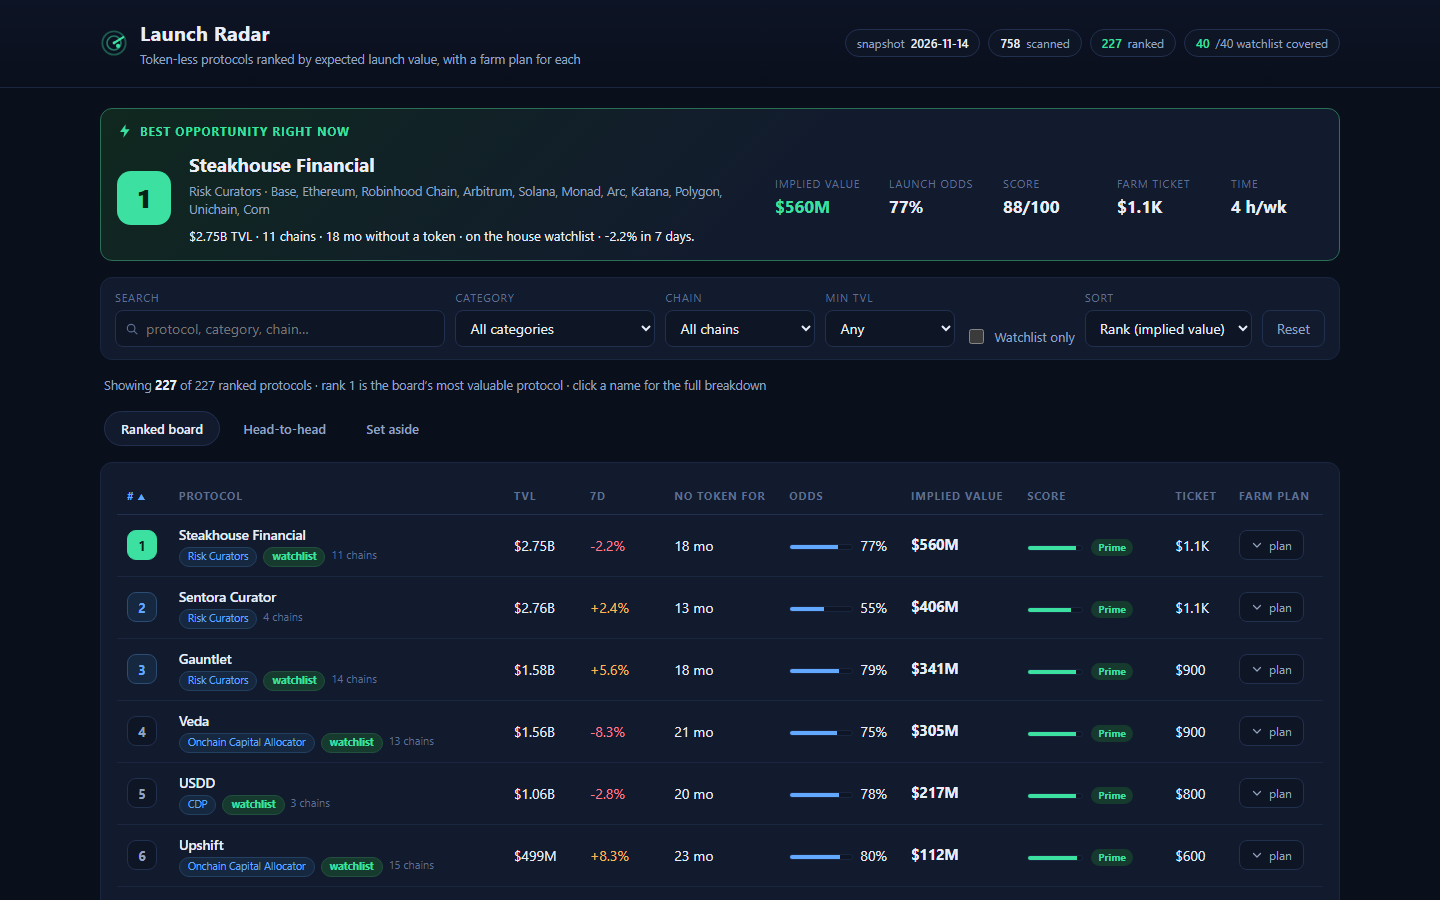 Launch Radar
Token-less protocols ranked by expected launch value, with a farm plan for each
snapshot 2026-11-14
758 scanned
227 ranked
40 /40 watchlist covered
BEST OPPORTUNITY RIGHT NOW
1
Steakhouse Financial
Risk Curators · Base, Ethereum, Robinhood Chain, Arbitrum, Solana, Monad, Arc, Katana, Polygon,
Unichain, Corn
$2.75B TVL · 11 chains · 18 mo without a token · on the house watchlist · -2.2% in 7 days.
IMPLIED VALUE
$560M
LAUNCH ODDS
77%
SCORE
88/100
FARM TICKET
$1.1K
TIME
4 h/wk
SEARCH
protocol, category, chain...
CATEGORY
All categories
CHAIN
All chains
MIN TVL
Any
Watchlist only
SORT
Rank (implied value)
Reset
Showing 227 of 227 ranked protocols · rank 1 is the board's most valuable protocol · click a name for the full breakdown
Ranked board
Head-to-head
Set aside
# ▲ PROTOCOL TVL 7D NO TOKEN FOR ODDS IMPLIED VALUE SCORE TICKET FARM PLAN
1 Steakhouse Financial $2.75B -2.2% 18 mo 77% $560M Prime $1.1K plan
Risk Curators watchlist 11 chains
2 Sentora Curator $2.76B +2.4% 13 mo 55% $406M Prime $1.1K plan
Risk Curators 4 chains
3 Gauntlet $1.58B +5.6% 18 mo 79% $341M Prime $900 plan
Risk Curators watchlist 14 chains
4 Veda $1.56B -8.3% 21 mo 75% $305M Prime $900 plan
Onchain Capital Allocator watchlist 13 chains
5 USDD $1.06B -2.8% 20 mo 78% $217M Prime $800 plan
CDP watchlist 3 chains
6 Upshift $499M +8.3% 23 mo 80% $112M Prime $600 plan
Onchain Capital Allocator watchlist 15 chains